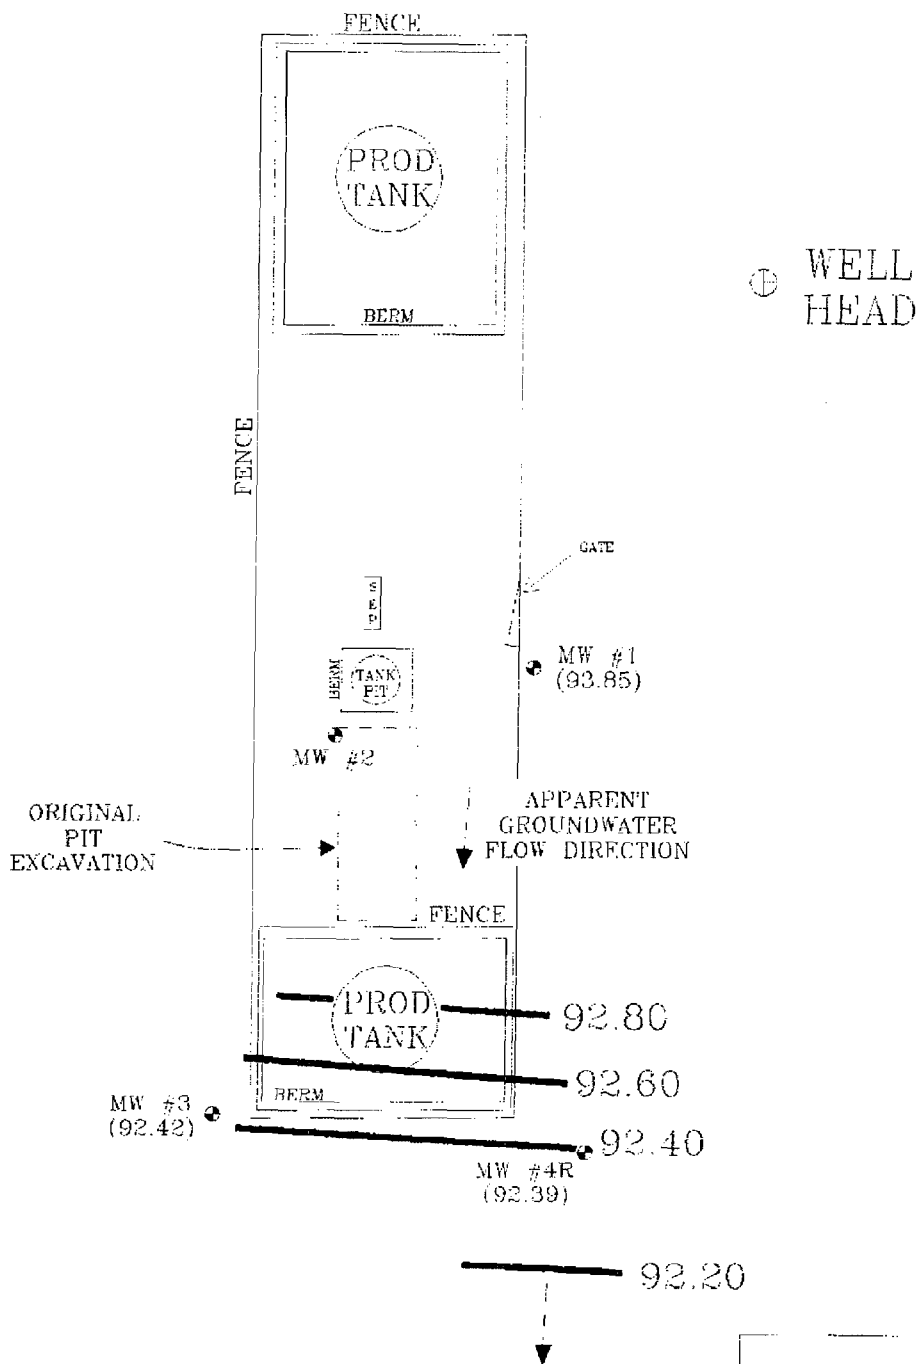 FENCE
PROD
TANK
WELL
HEAD
BERM
FENCE
GATE
SEP
MW #1
(93.85)
BERM
TANK
PIT
MW #2
ORIGINAL
PIT
EXCAVATION
APPARENT
GROUNDWATER
FLOW DIRECTION
FENCE
PROD
TANK
92.80
92.60
BERM
MW #3
(92.42)
92.40
MW #4R
(92.39)
92.20